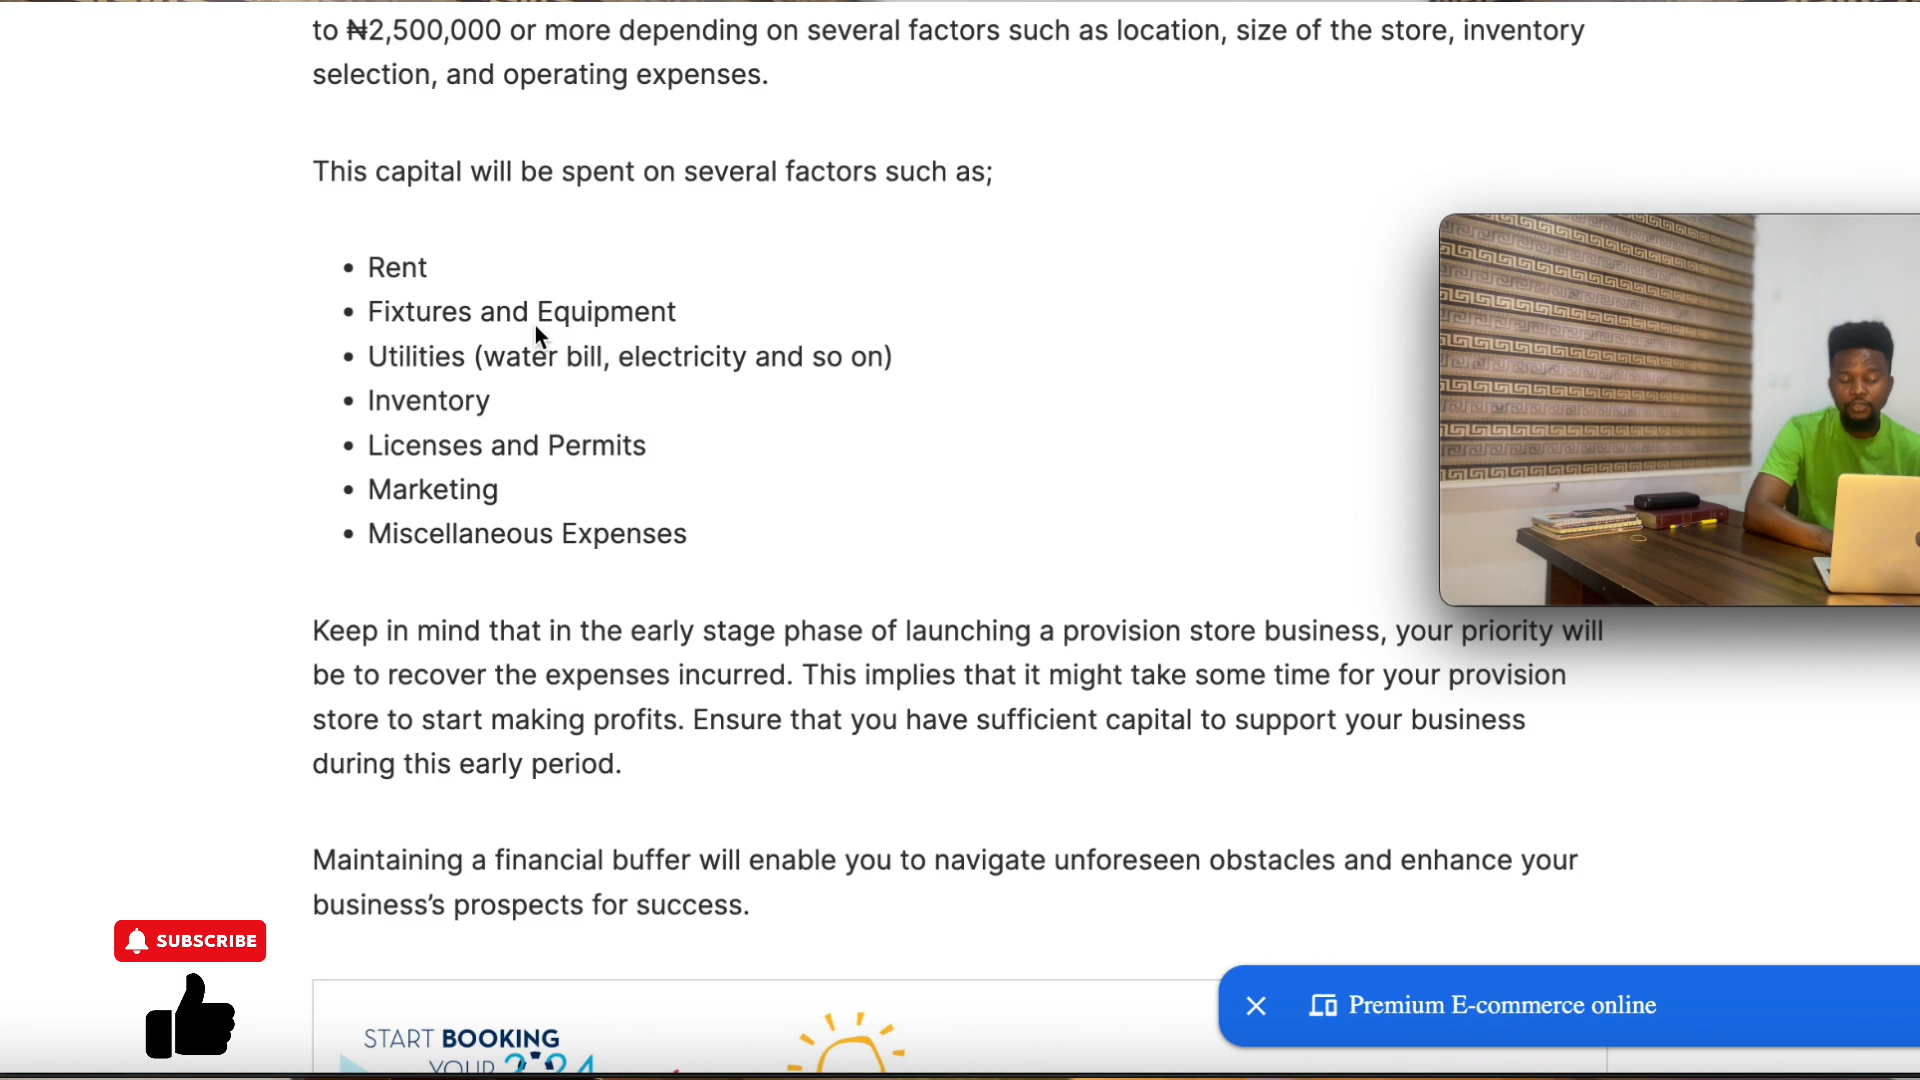 to ₦2,500,000 or more depending on several factors such as location, size of the store, inventory
selection, and operating expenses.
This capital will be spent on several factors such as;
• Rent
• Fixtures and Equipment
• Utilities (water bill, electricity and so on)
• Inventory
• Licenses and Permits
• Marketing
• Miscellaneous Expenses
Keep in mind that in the early stage phase of launching a provision store business, your priority will
be to recover the expenses incurred. This implies that it might take some time for your provision
store to start making profits. Ensure that you have sufficient capital to support your business
during this early period.
Maintaining a financial buffer will enable you to navigate unforeseen obstacles and enhance your
business’s prospects for success.
SUBSCRIBE
Premium E-commerce online
START BOOKING
YOUR 2024